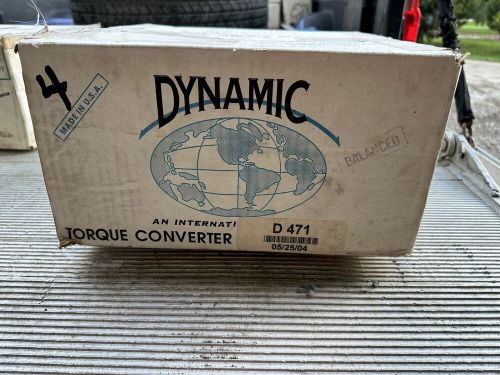 4
MADE IN U.S.A.
DYNAMIC
BALANCED
AN INTERNATI
TORQUE CONVERTER
D 471
05/25/04